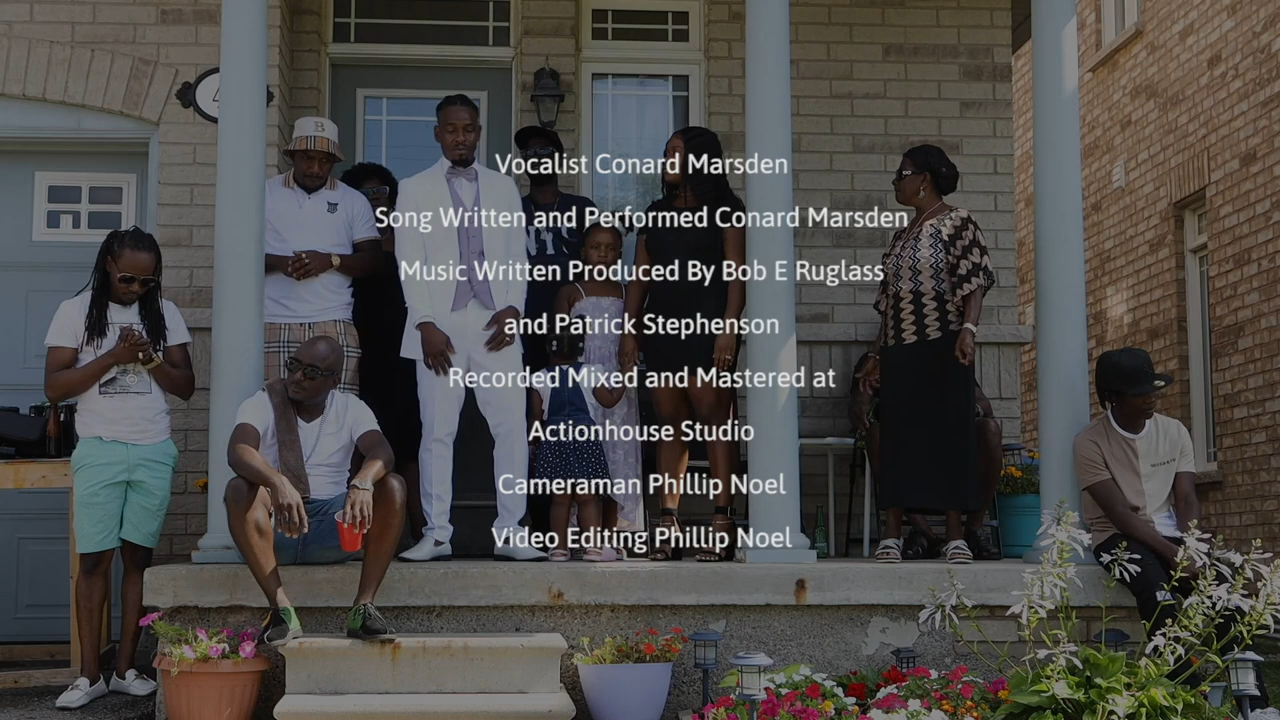 Vocalist Conard Marsden
Song Written and Performed Conard Marsden
Music Written Produced By Bob E Ruglass
and Patrick Stephenson
Recorded Mixed and Mastered at
Actionhouse Studio
Cameraman Phillip Noel
Video Editing Phillip Noel
B
NYC